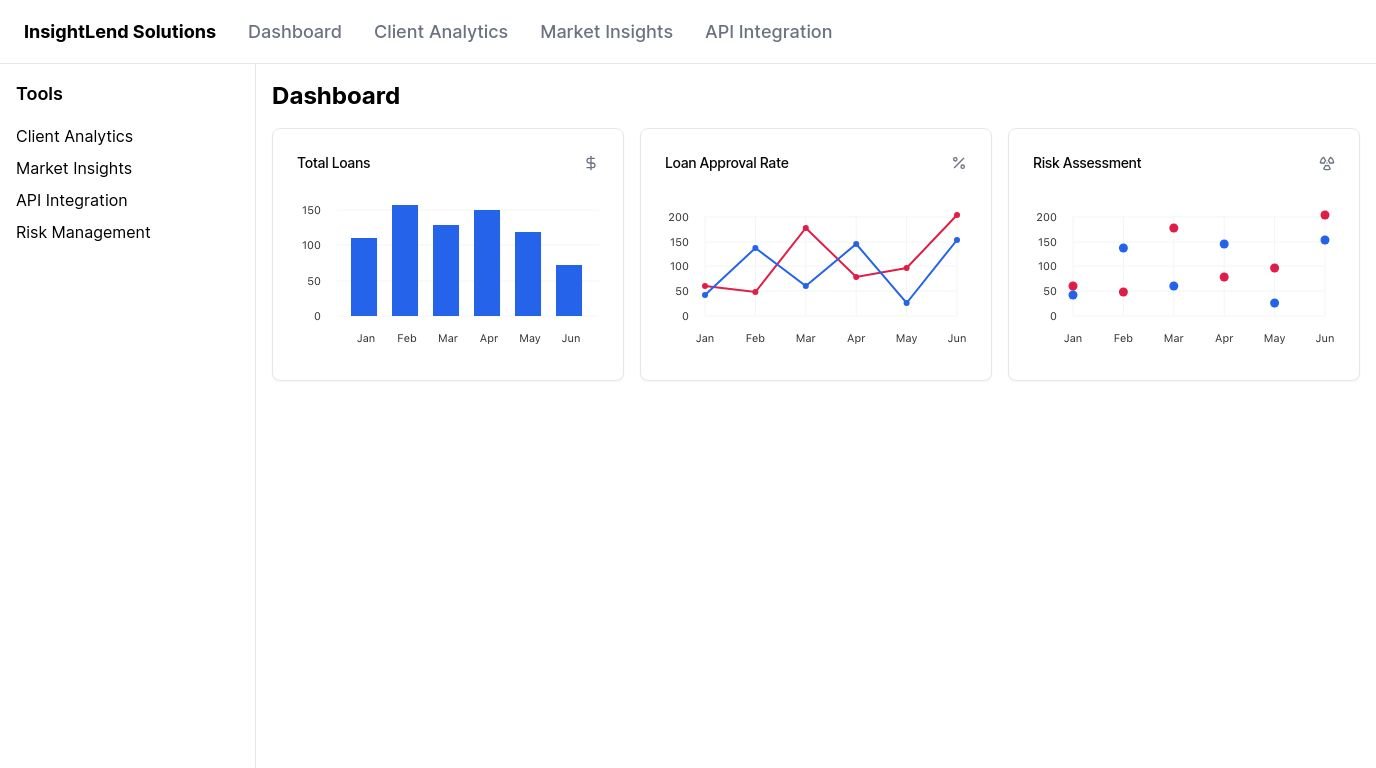 InsightLend Solutions Dashboard Client Analytics Market Insights API Integration
Tools
Client Analytics
Market Insights
API Integration
Risk Management
Dashboard
Total Loans
$
150
100
50
0
Jan Feb Mar Apr May Jun
Loan Approval Rate
%
200
150
100
50
0
Jan Feb Mar Apr May Jun
Risk Assessment
200
150
100
50
0
Jan Feb Mar Apr May Jun